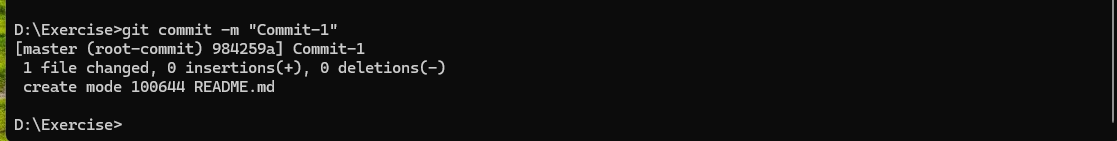 D:\Exercise>git commit -m "Commit-1"
[master (root-commit) 984259a] Commit-1
 1 file changed, 0 insertions(+), 0 deletions(-)
 create mode 100644 README.md
D:\Exercise>